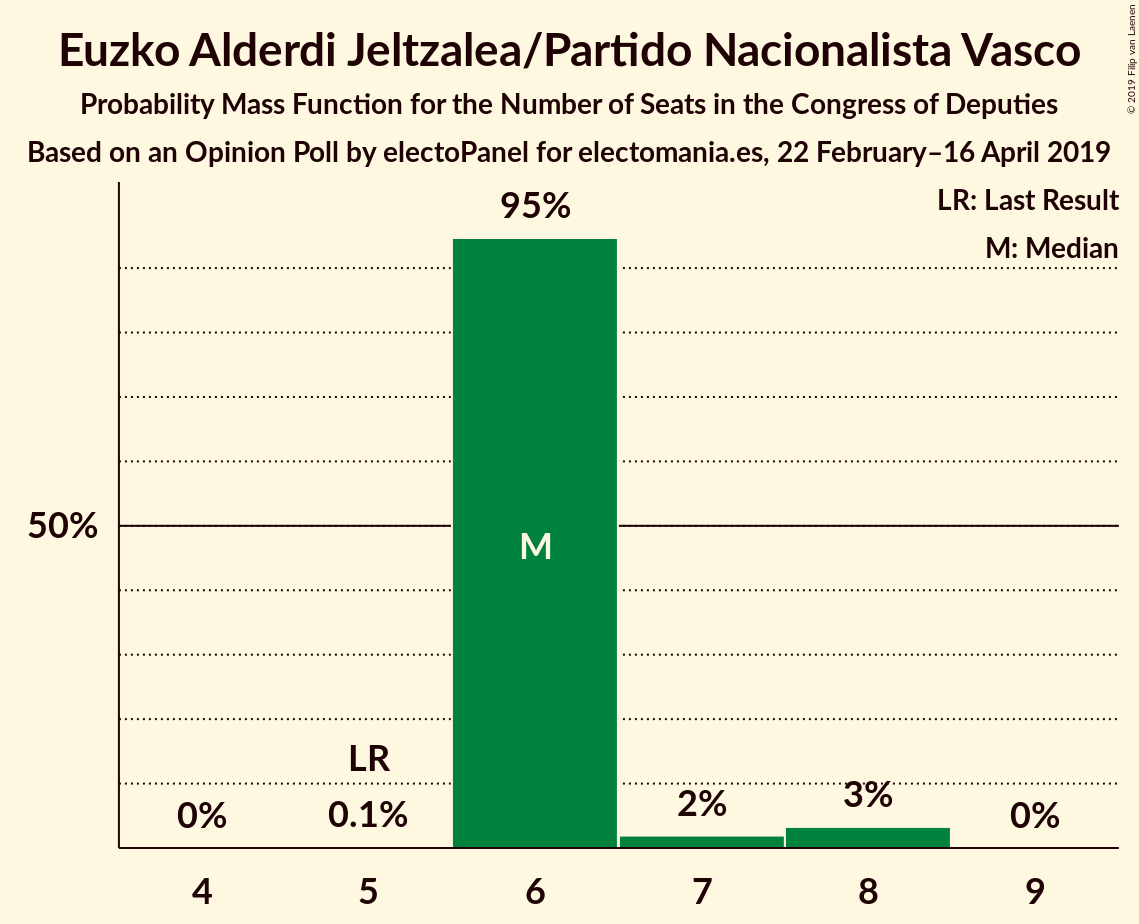 Euzko Alderdi Jeltzalea/Partido Nacionalista Vasco
Probability Mass Function for the Number of Seats in the Congress of Deputies
Based on an Opinion Poll by electoPanel for electomania.es, 22 February–16 April 2019
© 2019 Filip van Laenen
LR: Last Result
M: Median
95%
50%
M
LR
0%
0.1%
2%
3%
0%
4
5
6
7
8
9